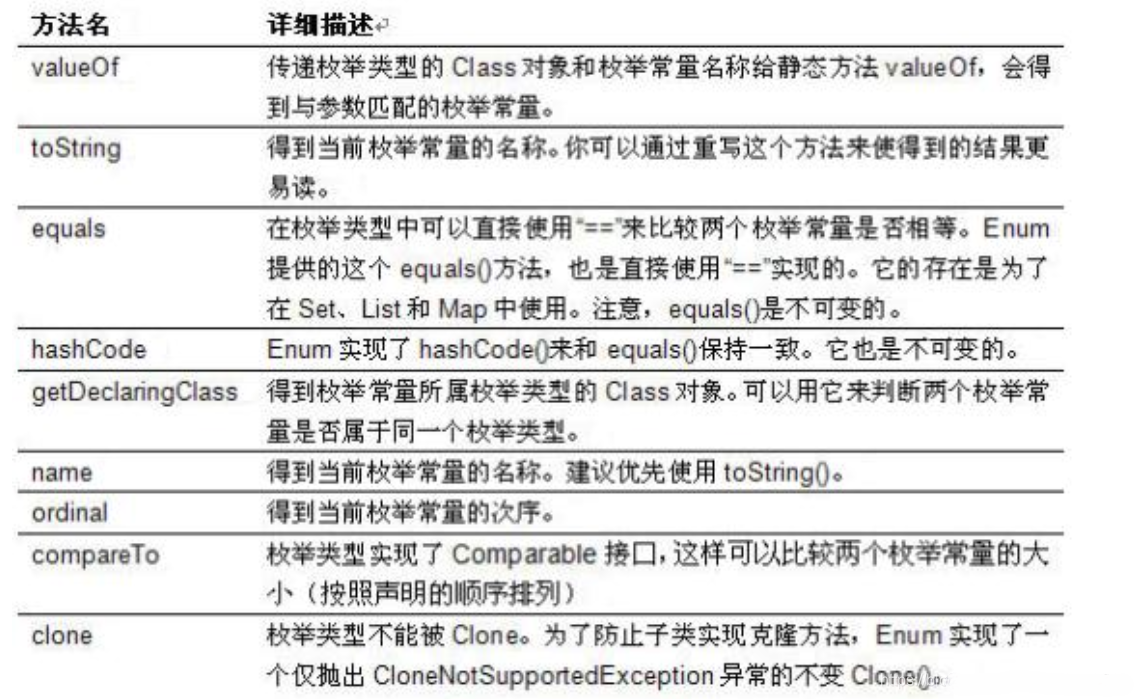 方法名 详细描述
valueOf 传递枚举类型的 Class 对象和枚举常量名称给静态方法 valueOf，会得
到与参数匹配的枚举常量。
toString 得到当前枚举常量的名称。你可以通过重写这个方法来使得到的结果更
易读。
equals 在枚举类型中可以直接使用“==”来比较两个枚举常量是否相等。Enum
提供的这个 equals()方法，也是直接使用“==”实现的。它的存在是为了
在 Set、List 和 Map 中使用。注意，equals()是不可变的。
hashCode Enum 实现了 hashCode()来和 equals()保持一致。它也是不可变的。
getDeclaringClass 得到枚举常量所属枚举类型的 Class 对象。可以用它来判断两个枚举常
量是否属于同一个枚举类型。
name 得到当前枚举常量的名称。建议优先使用 toString()。
ordinal 得到当前枚举常量的次序。
compareTo 枚举类型实现了 Comparable 接口，这样可以比较两个枚举常量的大
小（按照声明的顺序排列）
clone 枚举类型不能被 Clone。为了防止子类实现克隆方法，Enum 实现了一
个仅抛出 CloneNotSupportedException 异常的不变 Clone()。